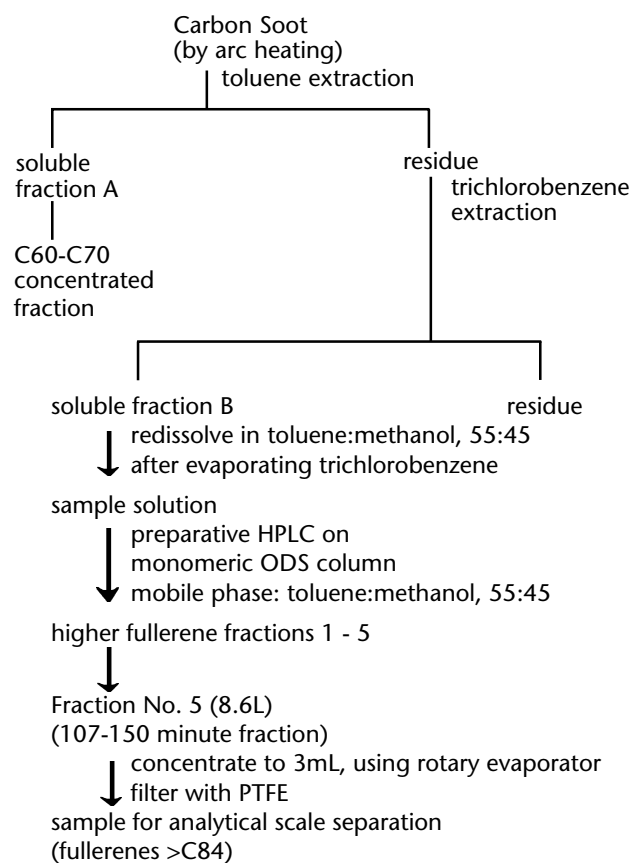 Carbon Soot
(by arc heating)
toluene extraction
soluble
fraction A
residue
trichlorobenzene
extraction
C60-C70
concentrated
fraction
soluble fraction B
residue
redissolve in toluene:methanol, 55:45
after evaporating trichlorobenzene
sample solution
preparative HPLC on
monomeric ODS column
mobile phase: toluene:methanol, 55:45
higher fullerene fractions 1 - 5
Fraction No. 5 (8.6L)
(107-150 minute fraction)
concentrate to 3mL, using rotary evaporator
filter with PTFE
sample for analytical scale separation
(fullerenes >C84)